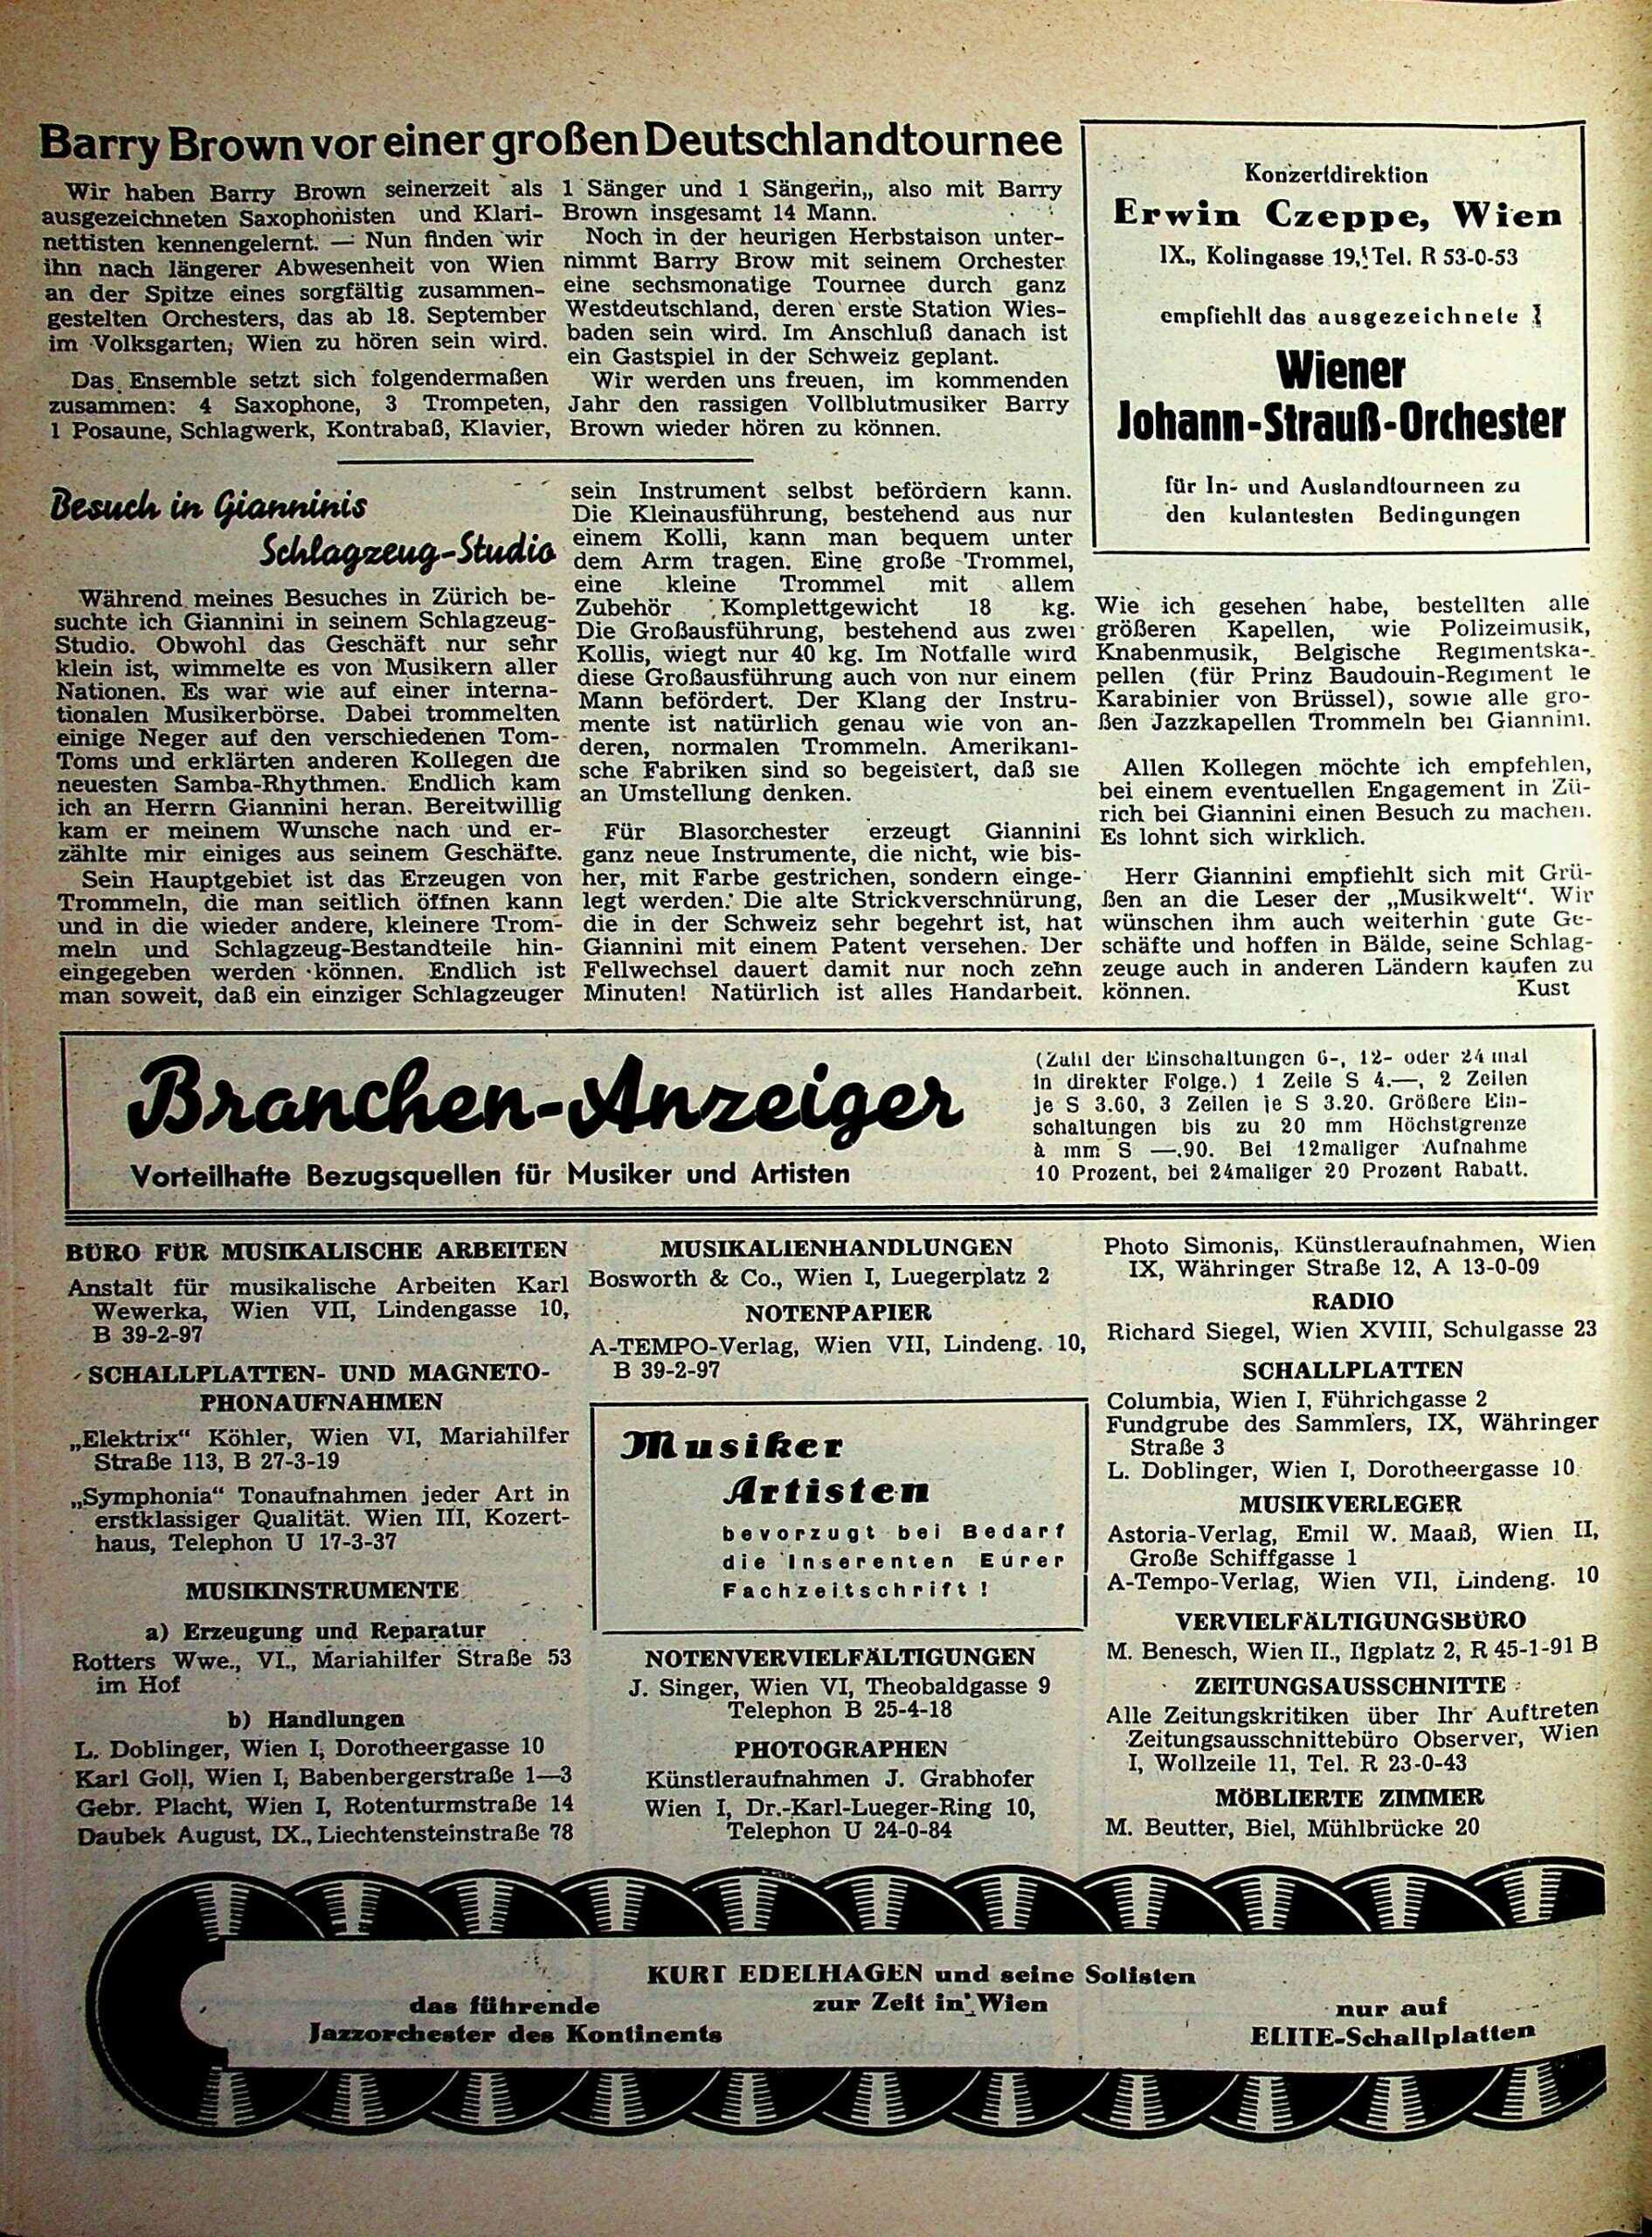 Barry Brown vor einer großen Deutschlandtournee
Wir haben Barry Brown seinerzeit als
ausgezeichneten Saxophonisten und Klari-
nettisten kennengelernt. — Nun finden wir
ihn nach längerer Abwesenheit von Wien
an der Spitze eines sorgfältig zusammen-
gestelten Orchesters, das ab 18. September
im Volksgarten, Wien zu hören sein wird.
Das Ensemble setzt sich folgendermaßen
zusammen: 4 Saxophone, 3 Trompeten,
1 Posaune, Schlagwerk, Kontrabaß, Klavier,
1 Sänger und 1 Sängerin,, also mit Barry
Brown insgesamt 14 Mann.
Noch in der heurigen Herbstaison unter-
nimmt Barry Brow mit seinem Orchester
eine sechsmonatige Tournee durch ganz
Westdeutschland, deren erste Station Wies-
baden sein wird. Im Anschluß danach ist
ein Gastspiel in der Schweiz geplant.
Wir werden uns freuen, im kommenden
Jahr den rassigen Vollblutmusiker Barry
Brown wieder hören zu können.
Konzertdirektion
Erwin Czeppe, Wien
IX., Kolingasse 19, Tel. R 53-0-53
empfiehlt das ausgezeichnete
Wiener
Johann-Strauß-Orchester
für In- und Auslandtourneen zu
den kulantesten Bedingungen
Besuch in Gianninis
Schlagzeug-Studio
Während meines Besuches in Zürich be-
suchte ich Giannini in seinem Schlagzeug-
Studio. Obwohl das Geschäft nur sehr
klein ist, wimmelte es von Musikern aller
Nationen. Es war wie auf einer interna-
tionalen Musikerbörse. Dabei trommelten
einige Neger auf den verschiedenen Tom-
Toms und erklärten anderen Kollegen die
neuesten Samba-Rhythmen. Endlich kam
ich an Herrn Giannini heran. Bereitwillig
kam er meinem Wunsche nach und er-
zählte mir einiges aus seinem Geschäfte.
Sein Hauptgebiet ist das Erzeugen von
Trommeln, die man seitlich öffnen kann
und in die wieder andere, kleinere Trom-
meln und Schlagzeug-Bestandteile hin-
eingegeben werden können. Endlich ist
man soweit, daß ein einziger Schlagzeuger
sein Instrument selbst befördern kann.
Die Kleinausführung, bestehend aus nur
einem Kolli, kann man bequem unter
dem Arm tragen. Eine große Trommel,
eine kleine Trommel mit allem
Zubehör Komplettgewicht 18 kg.
Die Großausführung, bestehend aus zwei
Kollis, wiegt nur 40 kg. Im Notfalle wird
diese Großausführung auch von nur einem
Mann befördert. Der Klang der Instru-
mente ist natürlich genau wie von an-
deren, normalen Trommeln. Amerikani-
sche Fabriken sind so begeistert, daß sie
an Umstellung denken.
Für Blasorchester erzeugt Giannini
ganz neue Instrumente, die nicht, wie bis-
her, mit Farbe gestrichen, sondern einge-
legt werden. Die alte Strickverschnürung,
die in der Schweiz sehr begehrt ist, hat
Giannini mit einem Patent versehen. Der
Fellwechsel dauert damit nur noch zehn
Minuten! Natürlich ist alles Handarbeit.
Wie ich gesehen habe, bestellten alle
größeren Kapellen, wie Polizeimusik,
Knabenmusik, Belgische Regimentska-
pellen (für Prinz Baudouin-Regiment le
Karabinier von Brüssel), sowie alle gro-
ßen Jazzkapellen Trommeln bei Giannini.
Allen Kollegen möchte ich empfehlen,
bei einem eventuellen Engagement in Zü-
rich bei Giannini einen Besuch zu machen.
Es lohnt sich wirklich.
Herr Giannini empfiehlt sich mit Grü-
ßen an die Leser der „Musikwelt“. Wir
wünschen ihm auch weiterhin gute Ge-
schäfte und hoffen in Bälde, seine Schlag-
zeuge auch in anderen Ländern kaufen zu
können. Kust
Branchen-Anzeiger
Vorteilhafte Bezugsquellen für Musiker und Artisten
(Zahl der Einschaltungen 6-, 12- oder 24 mal
in direkter Folge.) 1 Zeile S 4.—, 2 Zeilen
je S 3.60, 3 Zeilen je S 3.20. Größere Ein-
schaltungen bis zu 20 mm Höchstgrenze
à mm S —.90. Bei 12maliger Aufnahme
10 Prozent, bei 24maliger 20 Prozent Rabatt.
BÜRO FÜR MUSIKALISCHE ARBEITEN
Anstalt für musikalische Arbeiten Karl
Wewerka, Wien VII, Lindengasse 10,
B 39-2-97
SCHALLPLATTEN- UND MAGNETO-
PHONAUFNAHMEN
„Elektrix“ Köhler, Wien VI, Mariahilfer
Straße 113, B 27-3-19
„Symphonia“ Tonaufnahmen jeder Art in
erstklassiger Qualität. Wien III, Kozert-
haus, Telephon U 17-3-37
MUSIKINSTRUMENTE
a) Erzeugung und Reparatur
Rotters Wwe., VI., Mariahilfer Straße 53
im Hof
b) Handlungen
L. Doblinger, Wien I, Dorotheergasse 10
Karl Goll, Wien I, Babenbergerstraße 1—3
Gebr. Placht, Wien I, Rotenturmstraße 14
Daubek August, IX., Liechtensteinstraße 78
MUSIKALIENHANDLUNGEN
Bosworth & Co., Wien I, Luegerplatz 2
NOTENPAPIER
A-TEMPO-Verlag, Wien VII, Lindeng. 10,
B 39-2-97
Musiker
Artisten
bevorzugt bei Bedarf
die Inserenten Eurer
Fachzeitschrift!
NOTENVERVIELFÄLTIGUNGEN
J. Singer, Wien VI, Theobaldgasse 9
Telephon B 25-4-18
PHOTOGRAPHEN
Künstleraufnahmen J. Grabhofer
Wien I, Dr.-Karl-Lueger-Ring 10,
Telephon U 24-0-84
Photo Simonis, Künstleraufnahmen, Wien
IX, Währinger Straße 12, A 13-0-09
RADIO
Richard Siegel, Wien XVIII, Schulgasse 23
SCHALLPLATTEN
Columbia, Wien I, Führichgasse 2
Fundgrube des Sammlers, IX, Währinger
Straße 3
L. Doblinger, Wien I, Dorotheergasse 10
MUSIKVERLEGER
Astoria-Verlag, Emil W. Maaß, Wien II,
Große Schiffgasse 1
A-Tempo-Verlag, Wien VII, Lindeng. 10
VERVIELFÄLTIGUNGSBÜRO
M. Benesch, Wien II., Ilgplatz 2, R 45-1-91 B
ZEITUNGSAUSSCHNITTE
Alle Zeitungskritiken über Ihr Auftreten
Zeitungsausschnittebüro Observer, Wien
I, Wollzeile 11, Tel. R 23-0-43
MÖBLIERTE ZIMMER
M. Beutter, Biel, Mühlbrücke 20
KURT EDELHAGEN und seine Solisten
das führende zur Zeit in Wien nur auf
Jazzorchester des Kontinents ELITE-Schallplatten